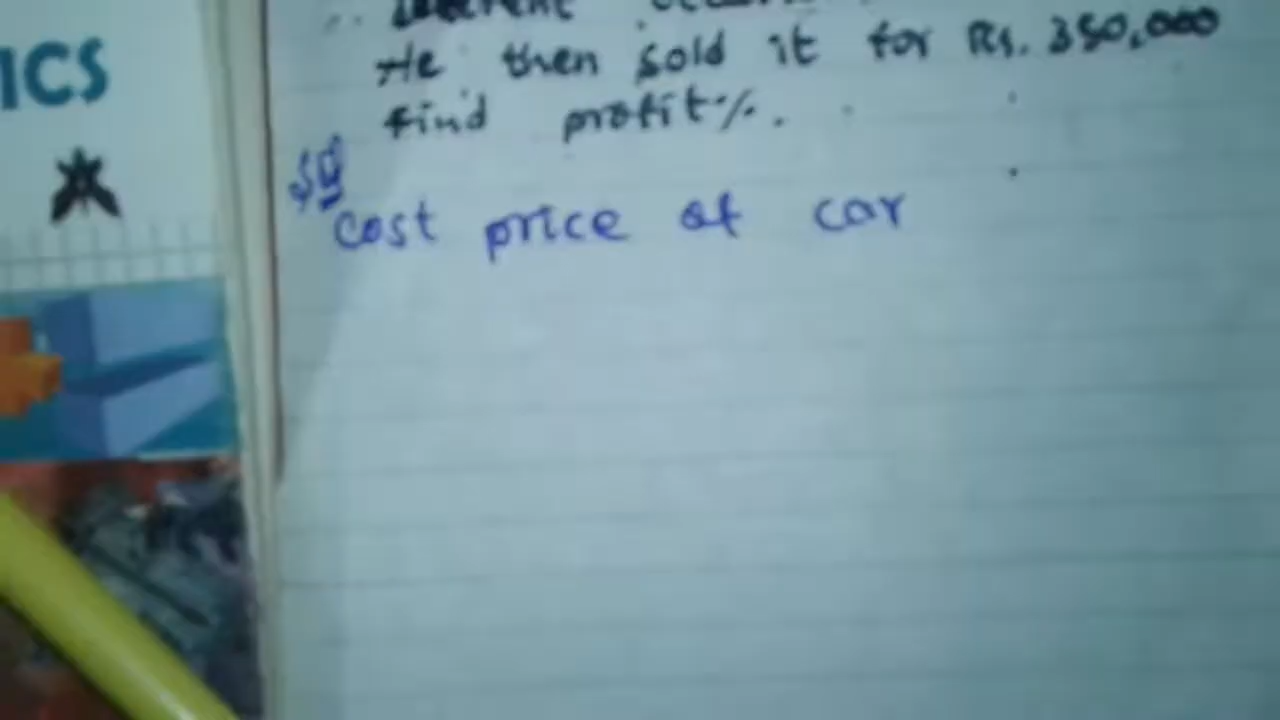 ICS
He then sold it for Rs. 350,000
find profit%.
Sol
cost price of car